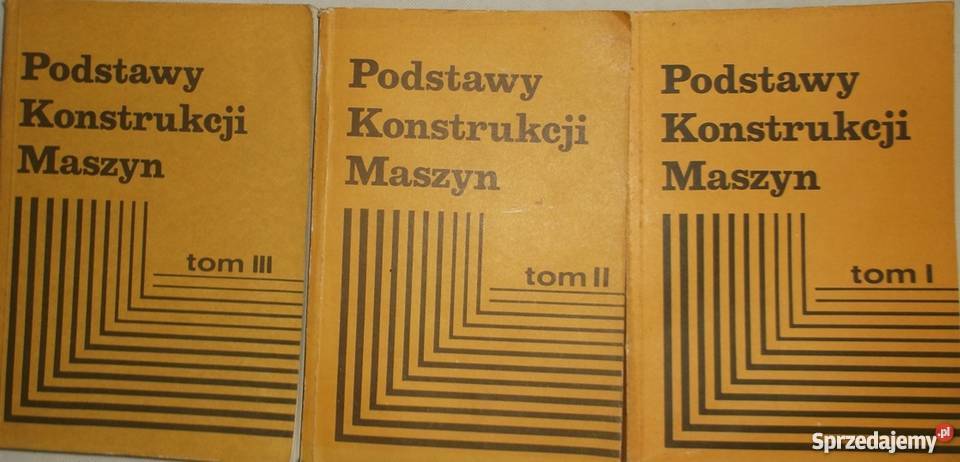 Podstawy
Konstrukcji
Maszyn
tom III
Podstawy
Konstrukcji
Maszyn
tom II
Podstawy
Konstrukcji
Maszyn
tom I
Sprzedajemy.pl